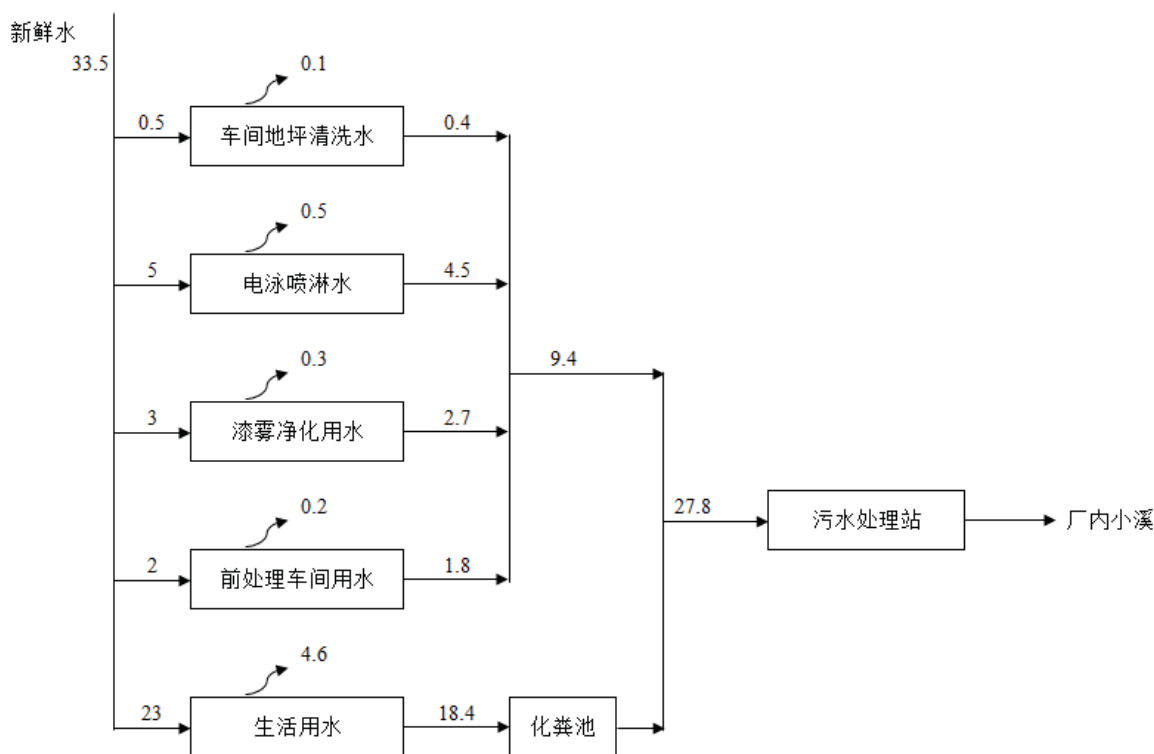 新鲜水
33.5
0.1
0.5
车间地坪清洗水
0.4
0.5
5
电泳喷淋水
4.5
0.3
9.4
3
漆雾净化用水
2.7
0.2
27.8
污水处理站
厂内小溪
2
前处理车间用水
1.8
4.6
23
生活用水
18.4
化粪池